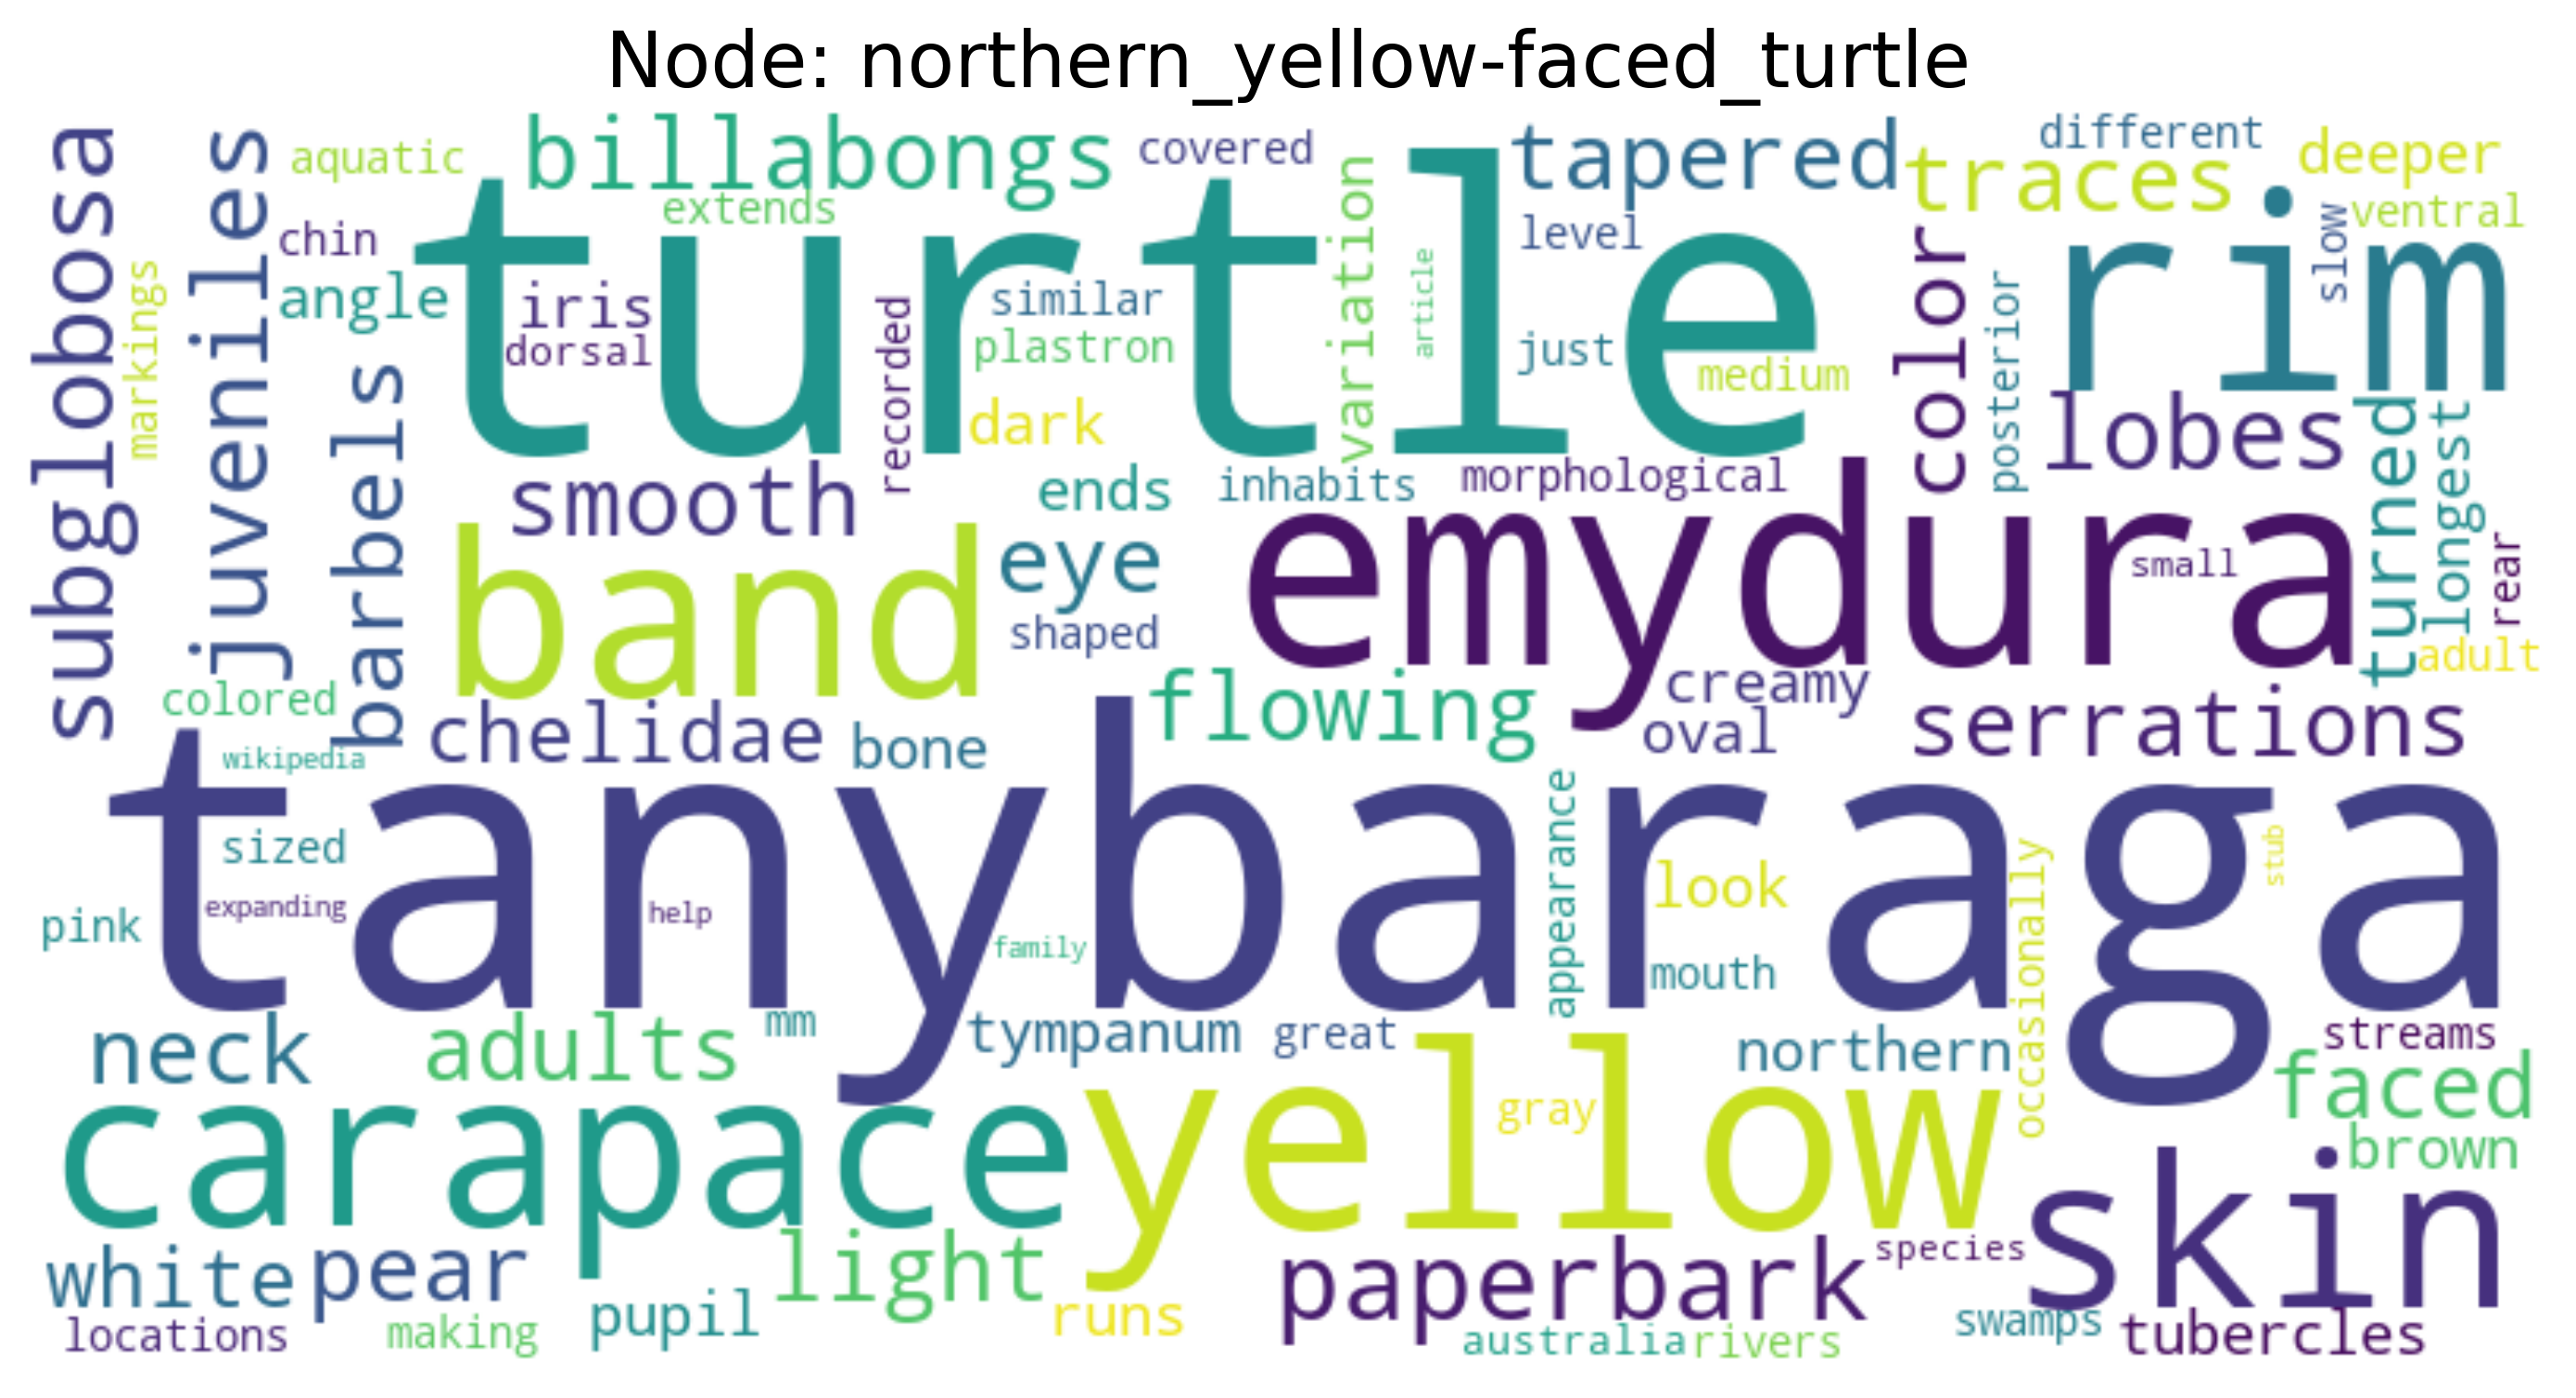 Node: northern_yellow-faced_turtle
subglobosa
markings
juveniles
aquatic
chin
angle
barbels
billabongs
extends
covered
turtle
iris
dorsal
recorded
similar
plastron
dark
variation
article
tapered
level
just
medium
traces
different
deeper
ventral
slow
rim
color
posterior
lobes
turned
longest
rear
adult
smooth
ends
inhabits
morphological
band
eye
shaped
emydura
small
creamy
oval
serrations
flowing
colored
wikipedia
chelidae
bone
tanybaraga
sized
expanding
pink
help
family
appearance
look
mouth
occasionally
stub
neck
adults
mm
tympanum
great
northern
streams
faced
brown
carapace
yellow
gray
skin
white
pear
light
pupil
runs
paperbark
species
locations
making
australia
rivers
swamps
tubercles